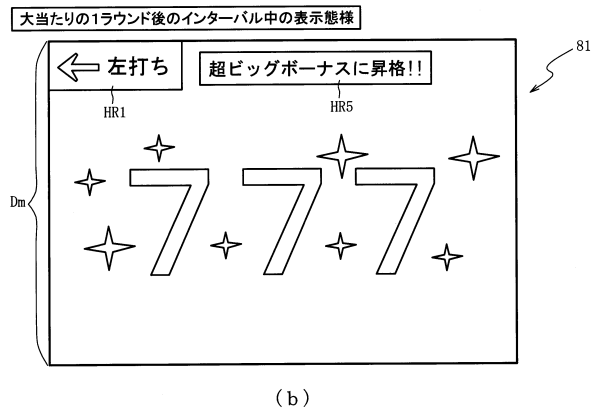 大当たりの1ラウンド後のインターバル中の表示態様
81
左打ち
超ビッグボーナスに昇格!!
HR1
HR5
Dm
777
(b)